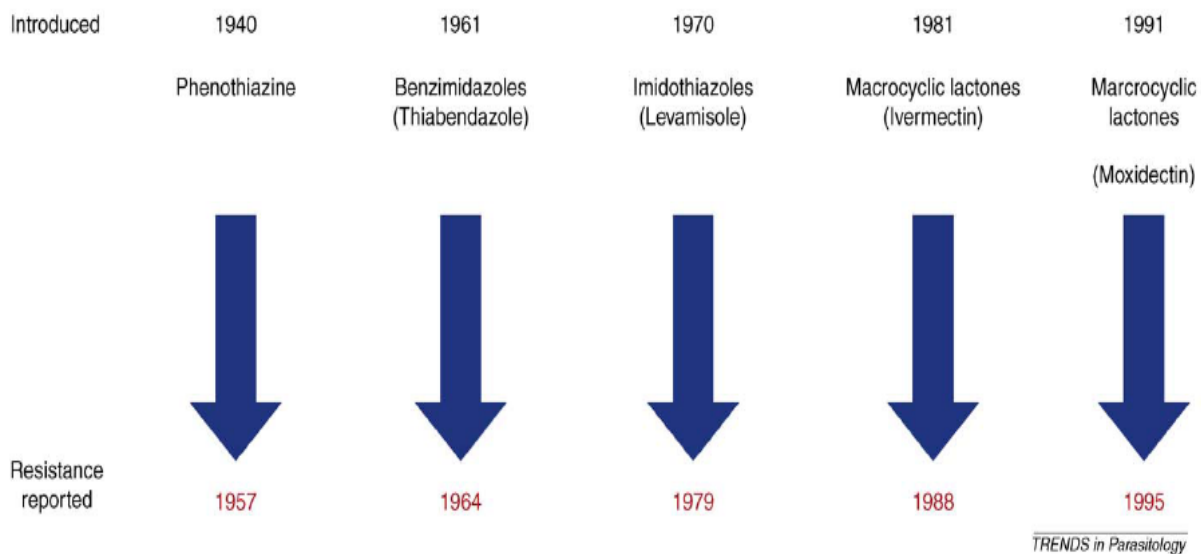 Introduced 1940 1961 1970 1981 1991
Phenothiazine Benzimidazoles Imidothiazoles Macrocyclic lactones Marcrocyclic
(Thiabendazole) (Levamisole) (Ivermectin) lactones
(Moxidectin)
Resistance
reported 1957 1964 1979 1988 1995
TRENDS in Parasitology